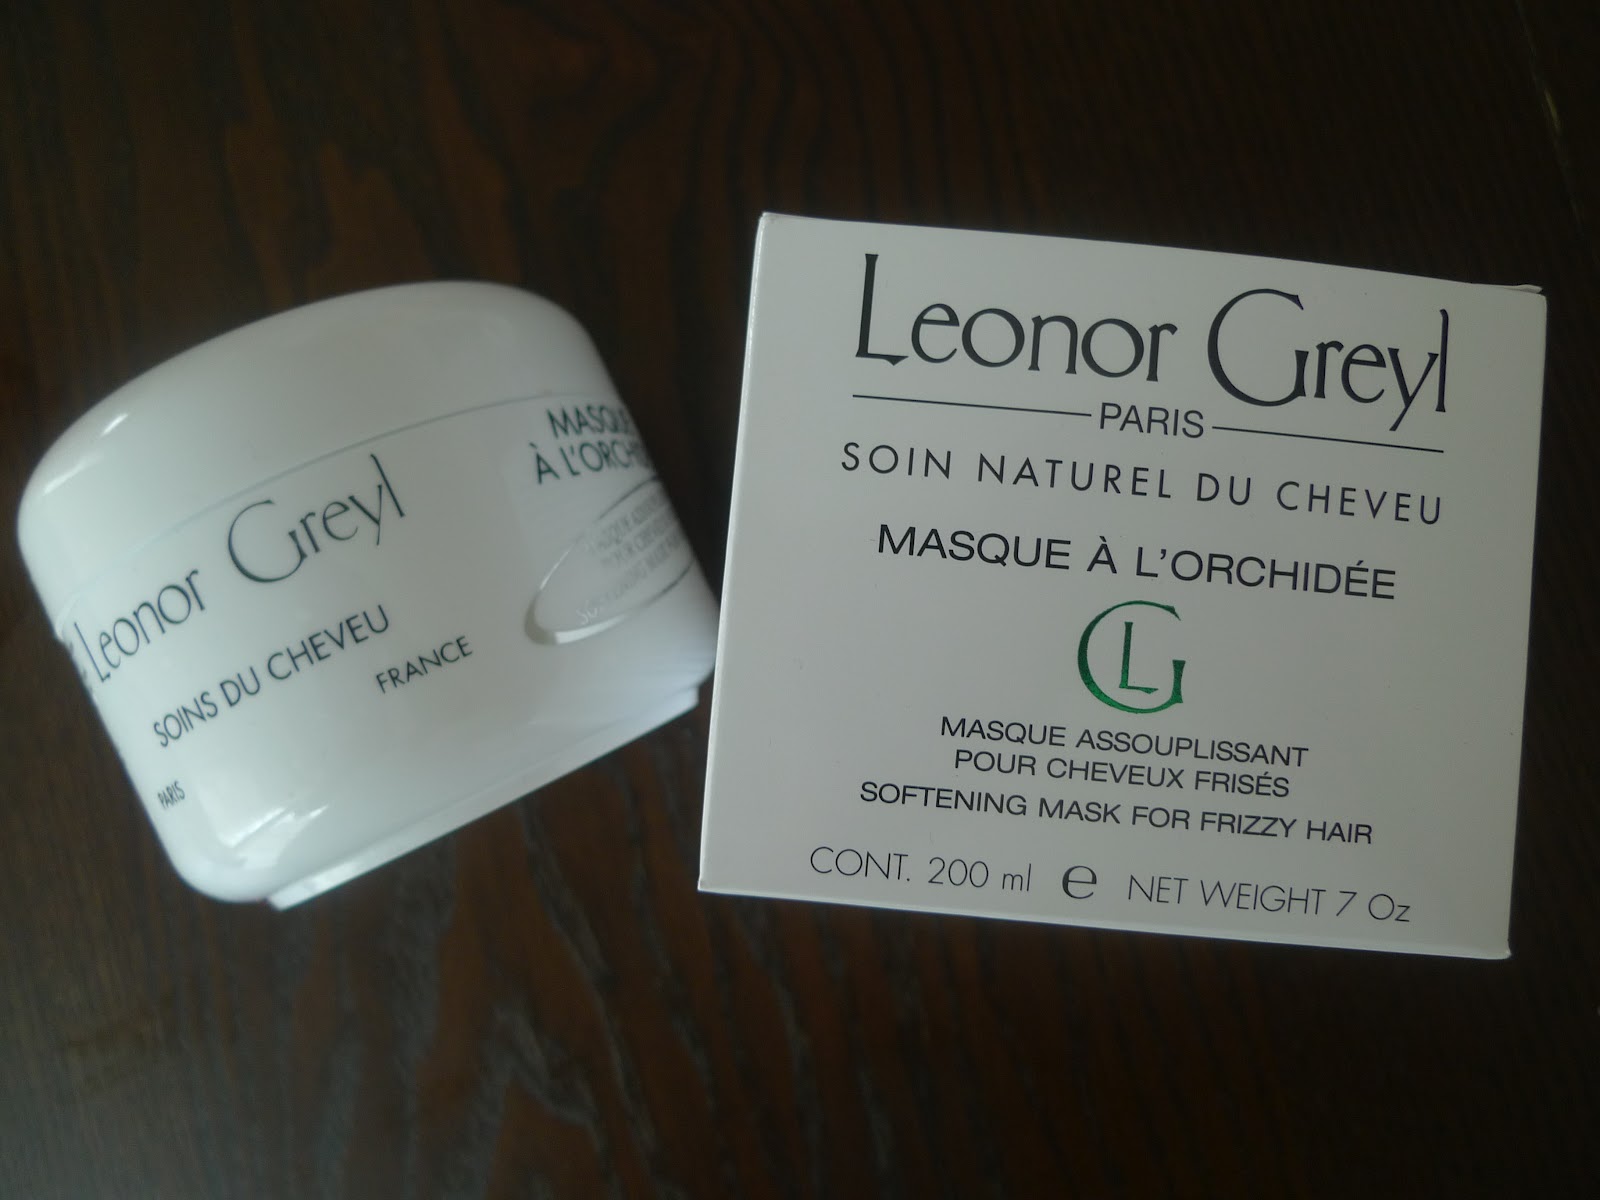 Leonor Greyl
SOINS DU CHEVEU
FRANCE
PARIS
MASQUE
À L'ORCHI
Leonor Greyl
PARIS
SOIN NATUREL DU CHEVEU
MASQUE À L'ORCHIDÉE
LG
MASQUE ASSOUPLISSANT
POUR CHEVEUX FRISÉS
SOFTENING MASK FOR FRIZZY HAIR
CONT. 200 ml e NET WEIGHT 7 Oz